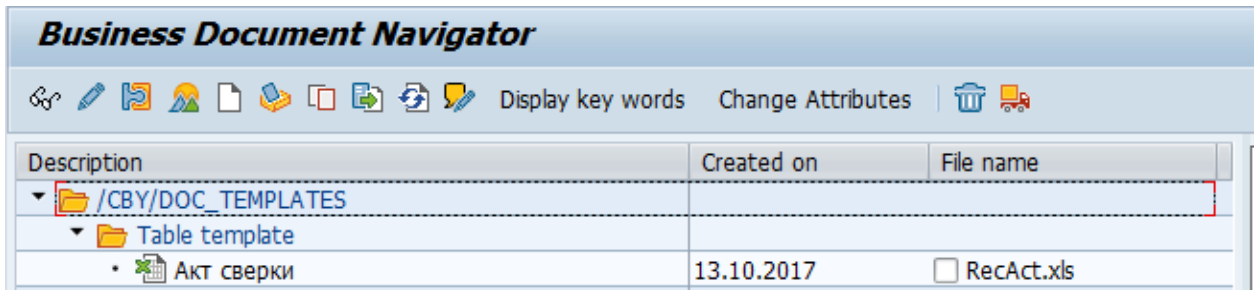 Business Document Navigator
Display key words Change Attributes
Description Created on File name
/CBY/DOC_TEMPLATES
Table template
Акт сверки 13.10.2017 RecAct.xls